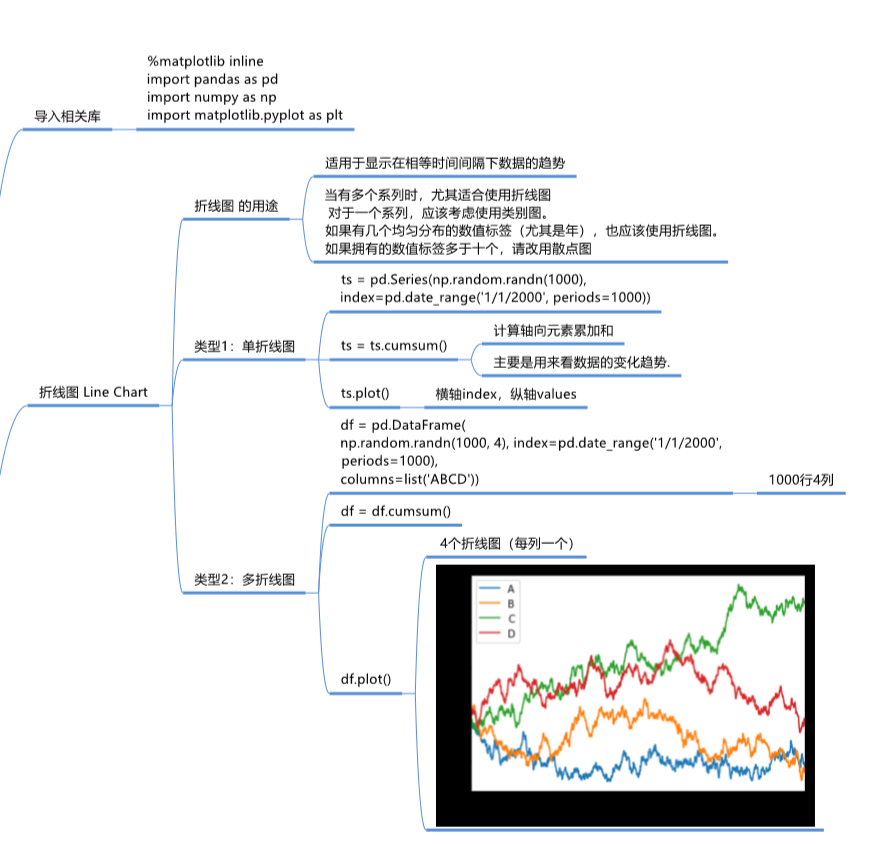 %matplotlib inline
import pandas as pd
import numpy as np
import matplotlib.pyplot as plt
导入相关库
适用于显示在相等时间间隔下数据的趋势
折线图 的用途
当有多个系列时，尤其适合使用折线图
对于一个系列，应该考虑使用类别图。
如果有几个均匀分布的数值标签（尤其是年），也应该使用折线图。
如果拥有的数值标签多于十个，请改用散点图
ts = pd.Series(np.random.randn(1000),
index=pd.date_range('1/1/2000', periods=1000))
类型1：单折线图
ts = ts.cumsum()
计算轴向元素累加和
主要是用来看数据的变化趋势.
折线图 Line Chart
ts.plot()
横轴index，纵轴values
df = pd.DataFrame(
np.random.randn(1000, 4), index=pd.date_range('1/1/2000',
periods=1000),
columns=list('ABCD'))
1000行4列
df = df.cumsum()
类型2：多折线图
4个折线图（每列一个）
A
B
C
D
df.plot()